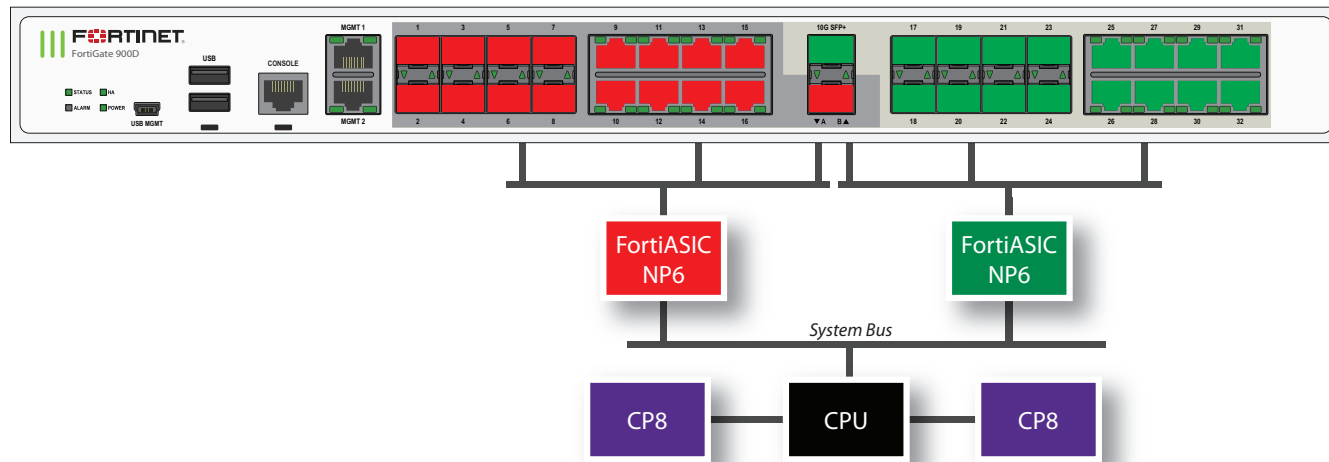 FORTINET
FortiGate 900D
STATUS HA
ALARM POWER
USB MGMT
USB
CONSOLE
MGMT 1
MGMT 2
1 3 5 7
2 4 6 8
9 11 13 15
10 12 14 16
10G SFP+
▼A B▲
17 19 21 23
18 20 22 24
25 27 29 31
26 28 30 32
FortiASIC
NP6
FortiASIC
NP6
System Bus
CP8
CPU
CP8